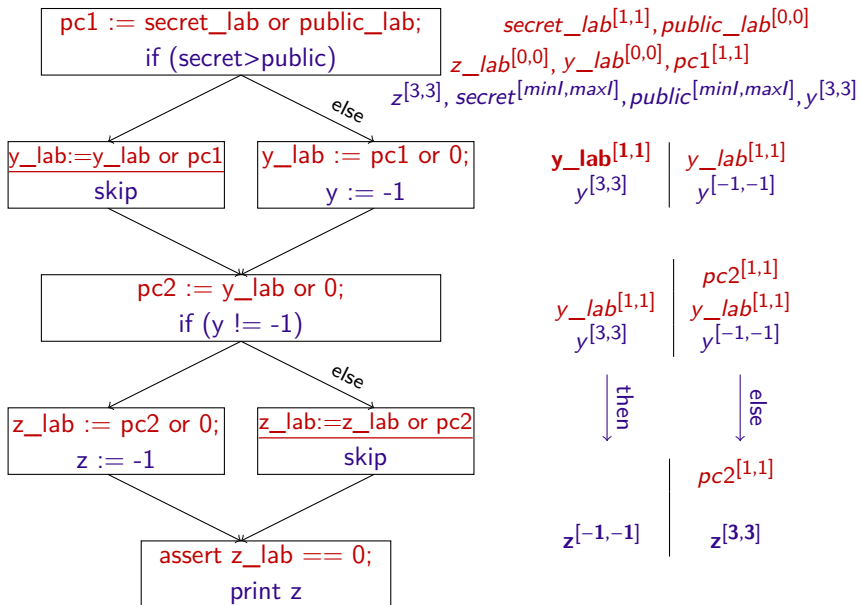 pc1 := secret_lab or public_lab;
if (secret>public)
secret_lab[1,1], public_lab[0,0]
z_lab[0,0], y_lab[0,0], pc1[1,1]
z[3,3], secret[minI,maxI], public[minI,maxI], y[3,3]
else
y_lab:=y_lab or pc1
skip
y_lab := pc1 or 0;
y := -1
y_lab[1,1]
y[3,3]
y_lab[1,1]
y[−1,−1]
pc2 := y_lab or 0;
if (y != -1)
pc2[1,1]
y_lab[1,1]
y_lab[1,1]
y[3,3]
y[−1,−1]
else
then
else
z_lab := pc2 or 0;
z := -1
z_lab:=z_lab or pc2
skip
pc2[1,1]
z[−1,−1]
z[3,3]
assert z_lab == 0;
print z